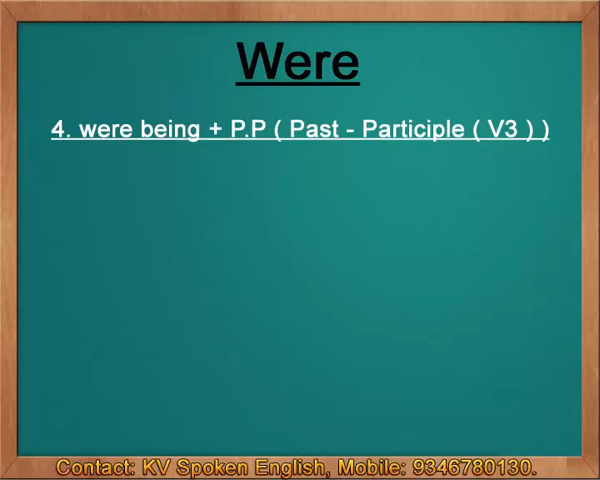 Were
4. were being + P.P ( Past - Participle ( V3 ) )
Contact: KV Spoken English, Mobile: 9346780130.